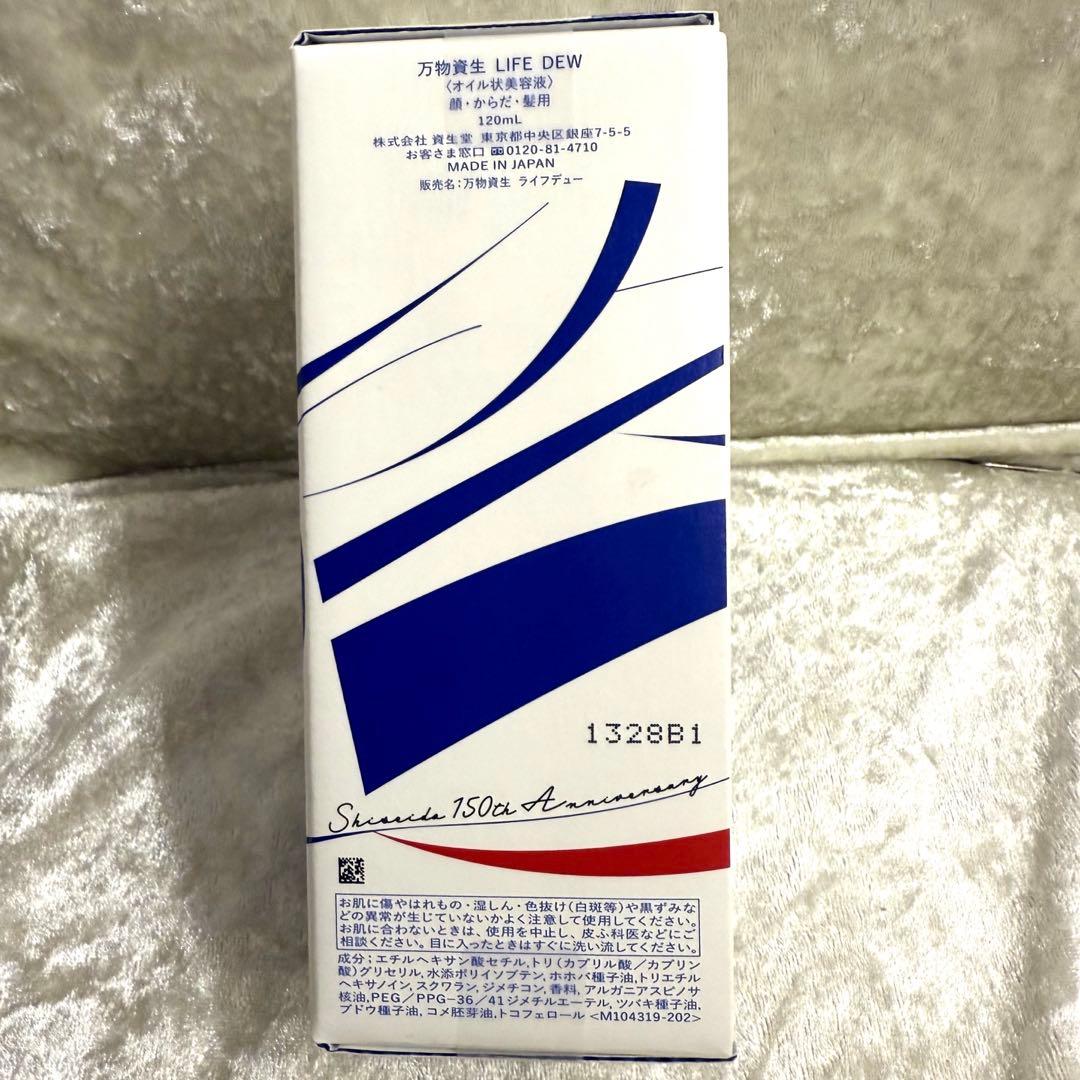 万物資生 LIFE DEW
〈オイル状美容液〉
顔・からだ・髪用
120mL
株式会社 資生堂 東京都中央区銀座7-5-5
お客さま窓口 0120-81-4710
MADE IN JAPAN
販売名:万物資生 ライフデュー
1328B1
Shiseido 150th Anniversary
お肌に傷やはれもの・湿しん・色抜け(白斑等)や黒ずみな
どの異常が生じていないかよく注意して使用してください。
お肌に合わないときは、使用を中止し、皮ふ科医などにご
相談ください。目に入ったときはすぐに洗い流してください。
成分;エチルヘキサン酸セチル,トリ(カプリル酸/カプリン
酸)グリセリル,水添ポリイソブテン,ホホバ種子油,トリエチル
ヘキサノイン,スクワラン,ジメチコン,香料,アルガニアスピノサ
核油,PEG/PPG-36/41ジメチルエーテル,ツバキ種子油,
ブドウ種子油,コメ胚芽油,トコフェロール <M104319-202>